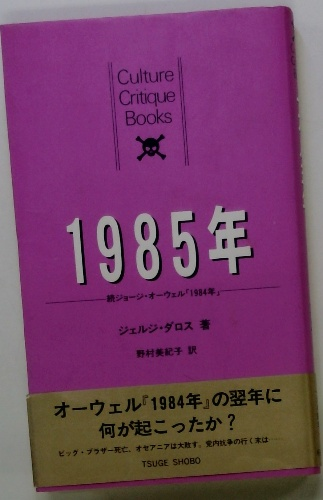 Culture
Critique
Books
1985年
続ジョージ・オーウェル「1984年」
ジェルジ・ダロス 著
野村美紀子 訳
オーウェル『1984年』の翌年に
何が起こったか？
ビッグ・ブラザー死亡、オセアニアは大敗す。党内抗争の行く末は──
TSUGE SHOBO